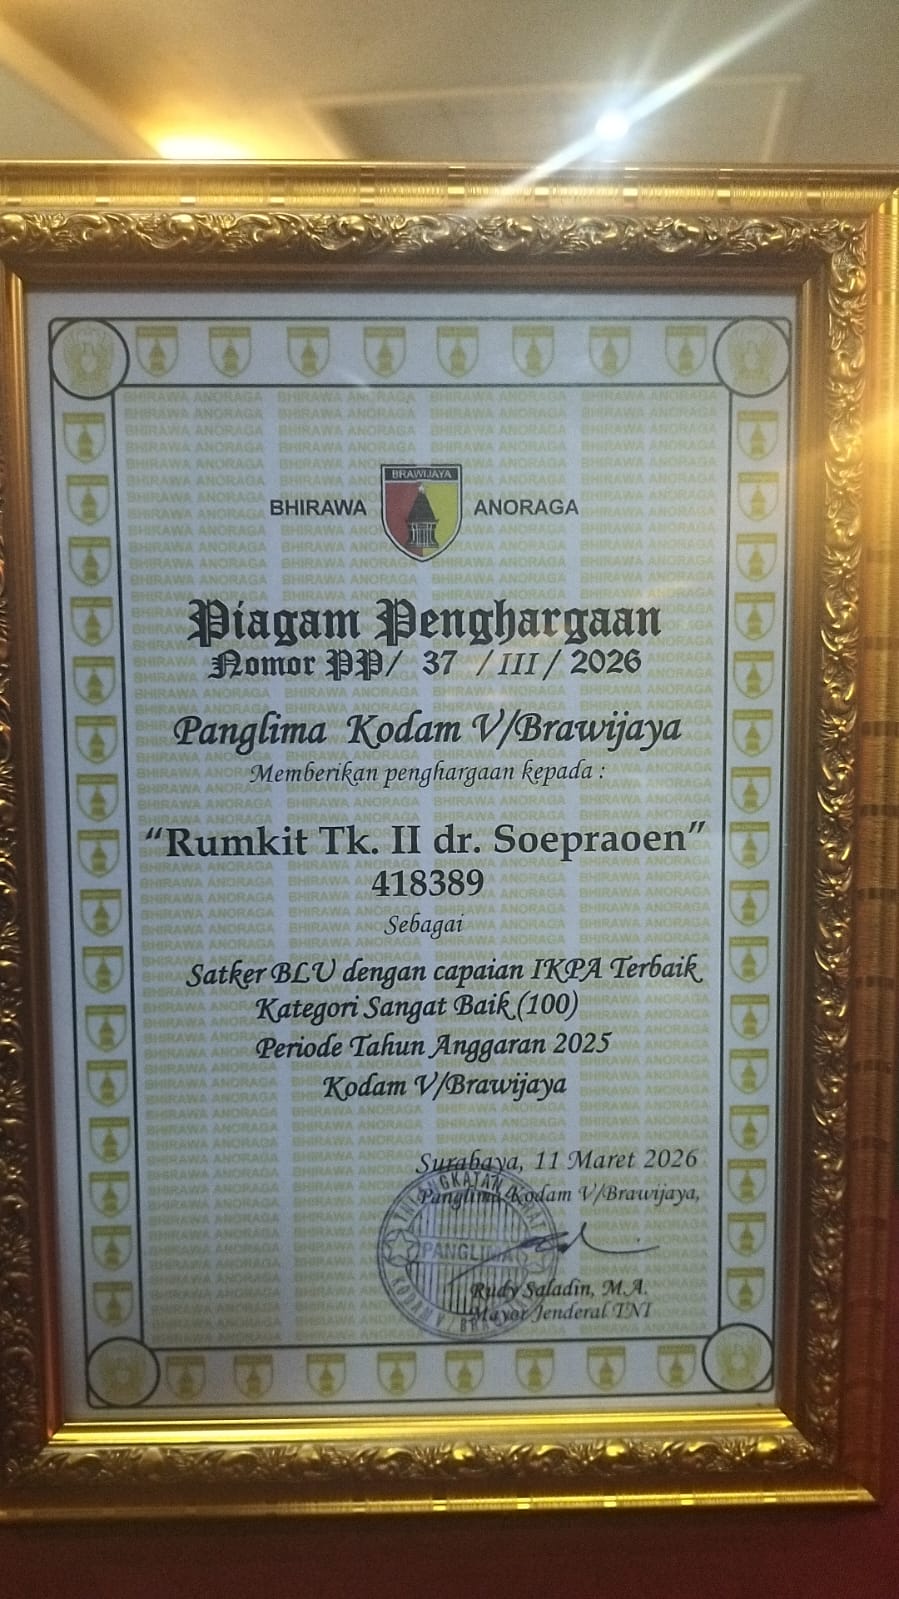 BRAWIJAYA
BHIRAWA ANORAGA
Piagam Penghargaan
Nomor PP/ 37 / III / 2026
Panglima Kodam V/Brawijaya
Memberikan penghargaan kepada :
“Rumkit Tk. II dr. Soepraoen”
418389
Sebagai
Satker BLU dengan capaian IKPA Terbaik
Kategori Sangat Baik (100)
Periode Tahun Anggaran 2025
Kodam V/Brawijaya
Surabaya, 11 Maret 2026
Panglima Kodam V/Brawijaya,
PANGLIMA
Rudy Saladin, M.A.
Mayor Jenderal TNI